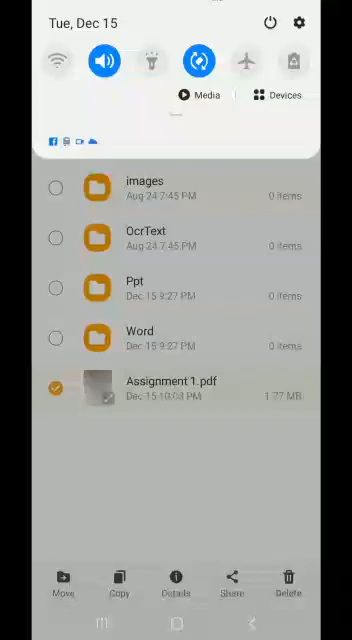 Tue, Dec 15
Media
Devices
images
Aug 24 7:45 PM
0 items
OcrText
Aug 24 7:45 PM
0 items
Ppt
Dec 15 9:27 PM
0 items
Word
Dec 15 9:27 PM
0 items
Assignment 1.pdf
Dec 15 10:03 PM
1.77 MB
Move
Copy
Details
Share
Delete